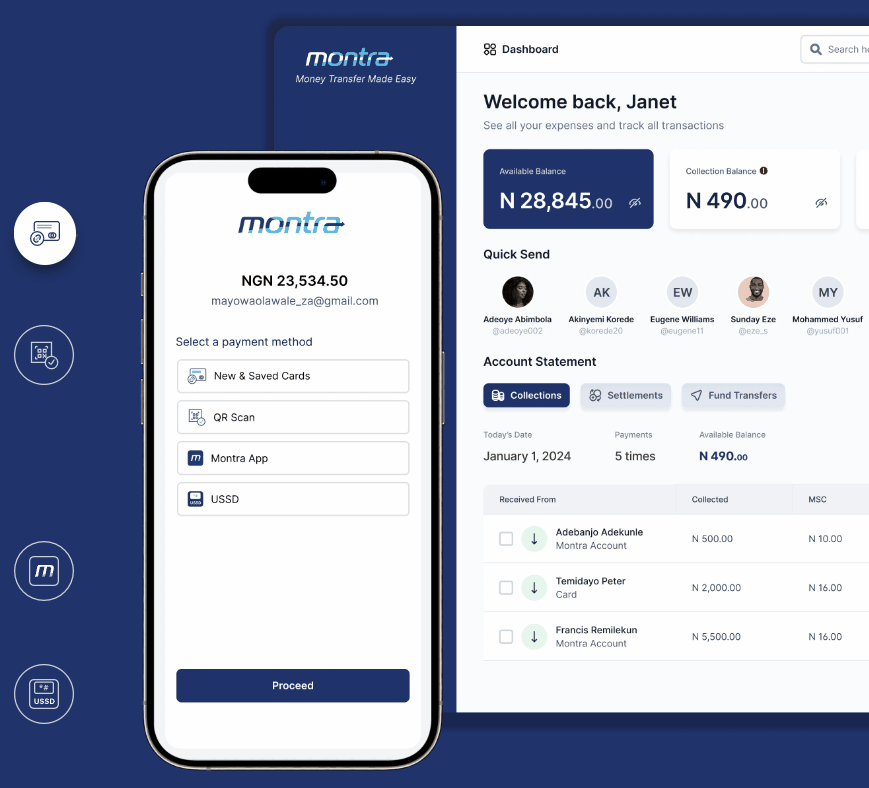 montra
Money Transfer Made Easy
Dashboard
Search
Welcome back, Janet
See all your expenses and track all transactions
Available Balance
N 28,845.00
Collection Balance
N 490.00
Quick Send
AK
EW
MY
Adeoye Abimbola
Akinyemi Korede
Eugene Williams
Sunday Eze
Mohammed Yusuf
@adeoye002
@korede20
@eugene11
@eze_s
@yusuf001
Account Statement
Collections
Settlements
Fund Transfers
Today's Date
Payments
Available Balance
January 1, 2024
5 times
N 490.00
Received From
Collected
MSC
Adebanjo Adekunle
Montra Account
N 500.00
N 10.00
Temidayo Peter
Card
N 2,000.00
N 16.00
Francis Remilekun
Montra Account
N 5,500.00
N 16.00
montra
NGN 23,534.50
mayowaolawale_za@gmail.com
Select a payment method
New & Saved Cards
QR Scan
m
Montra App
*#
USSD
USSD
Proceed
m
*#
USSD